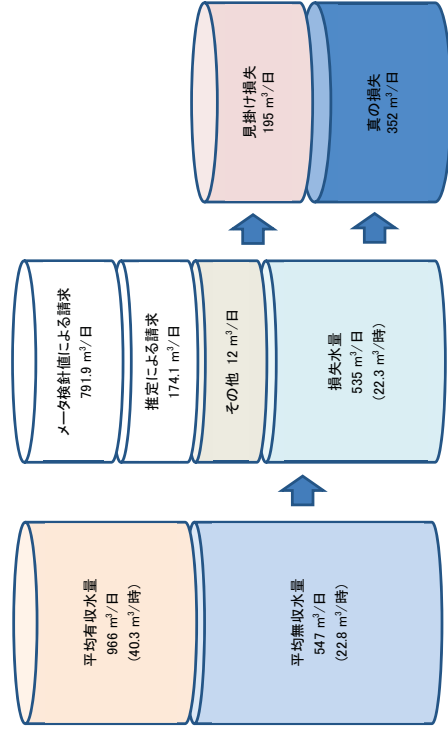 平均有収水量
966 m³/日
(40.3 m³/時)
平均無収水量
547 m³/日
(22.8 m³/時)
メータ検針値による請求
791.9 m³/日
推定による請求
174.1 m³/日
その他 12 m³/日
損失水量
535 m³/日
(22.3 m³/時)
見掛け損失
195 m³/日
真の損失
352 m³/日